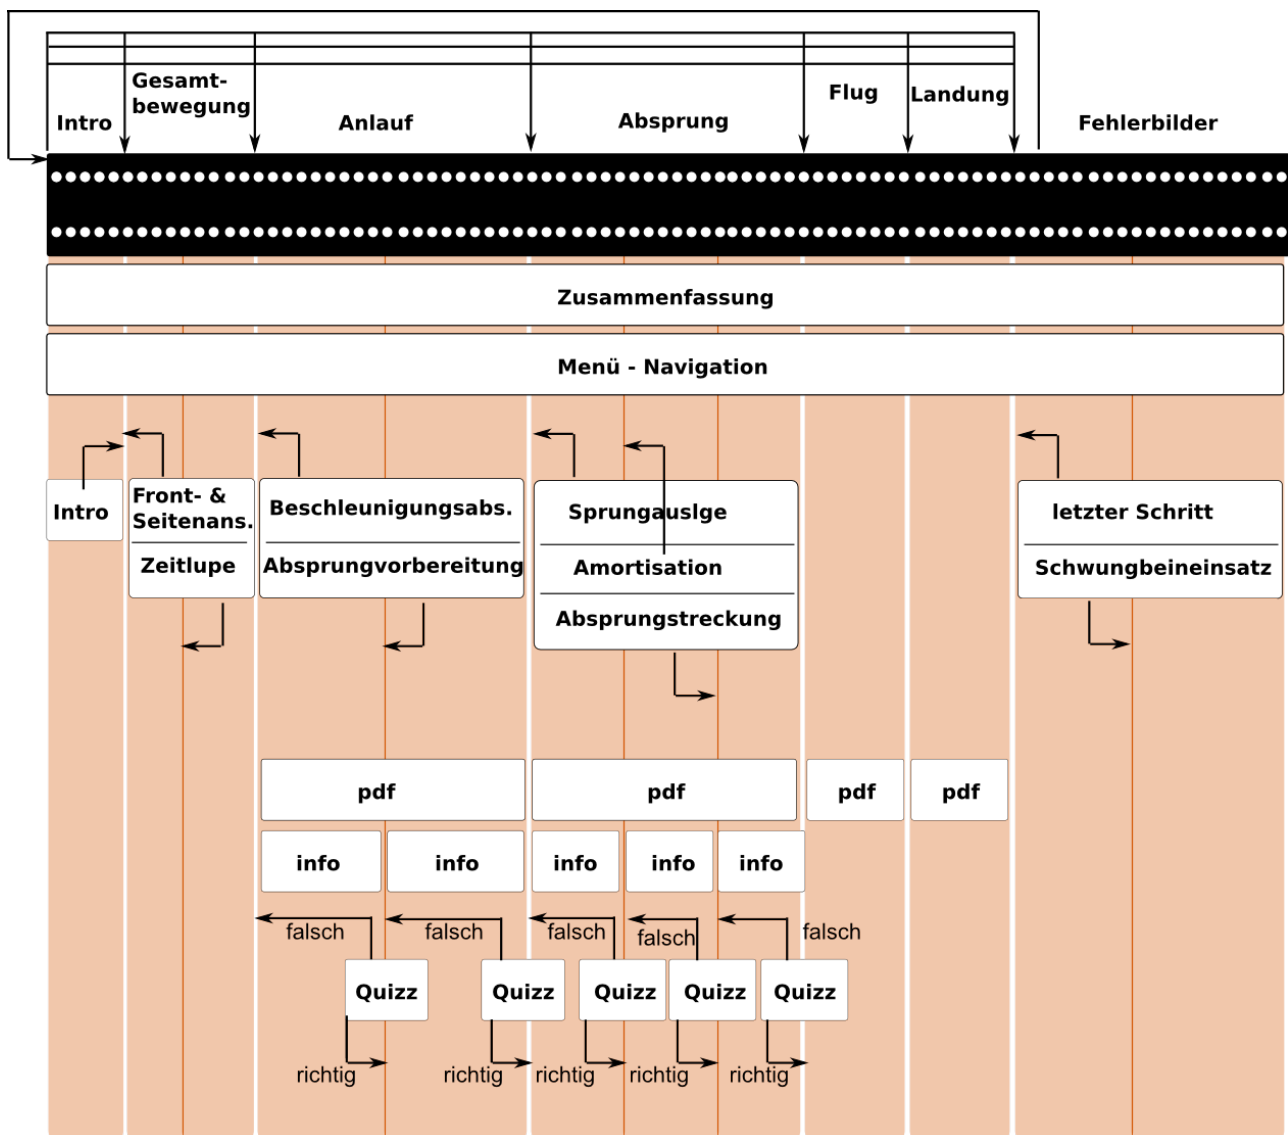 Intro
Gesamt-
bewegung
Anlauf
Absprung
Flug
Landung
Fehlerbilder
Zusammenfassung
Menü - Navigation
Intro
Front- &
Seitenans.
Zeitlupe
Beschleunigungsabs.
Absprungvorbereitung
Sprungauslge
Amortisation
Absprungstreckung
letzter Schritt
Schwungbeineinsatz
pdf
pdf
pdf
pdf
info
info
info
info
info
falsch
falsch
falsch
falsch
falsch
Quizz
Quizz
Quizz
Quizz
Quizz
richtig
richtig
richtig
richtig
richtig